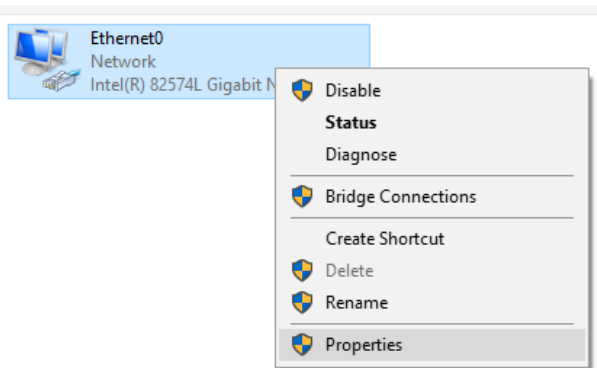 Ethernet0
Network
Intel(R) 82574L Gigabit
Disable
Status
Diagnose
Bridge Connections
Create Shortcut
Delete
Rename
Properties